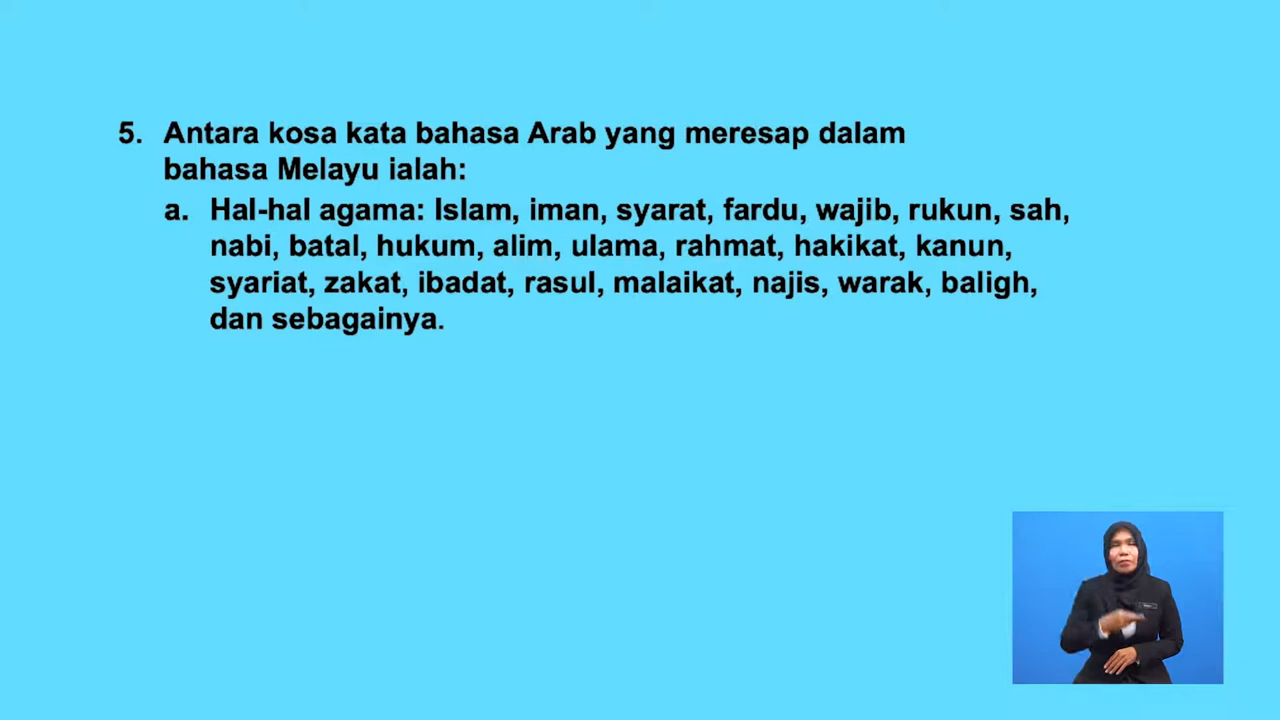 5. Antara kosa kata bahasa Arab yang meresap dalam
bahasa Melayu ialah:
a. Hal-hal agama: Islam, iman, syarat, fardu, wajib, rukun, sah,
nabi, batal, hukum, alim, ulama, rahmat, hakikat, kanun,
syariat, zakat, ibadat, rasul, malaikat, najis, warak, baligh,
dan sebagainya.